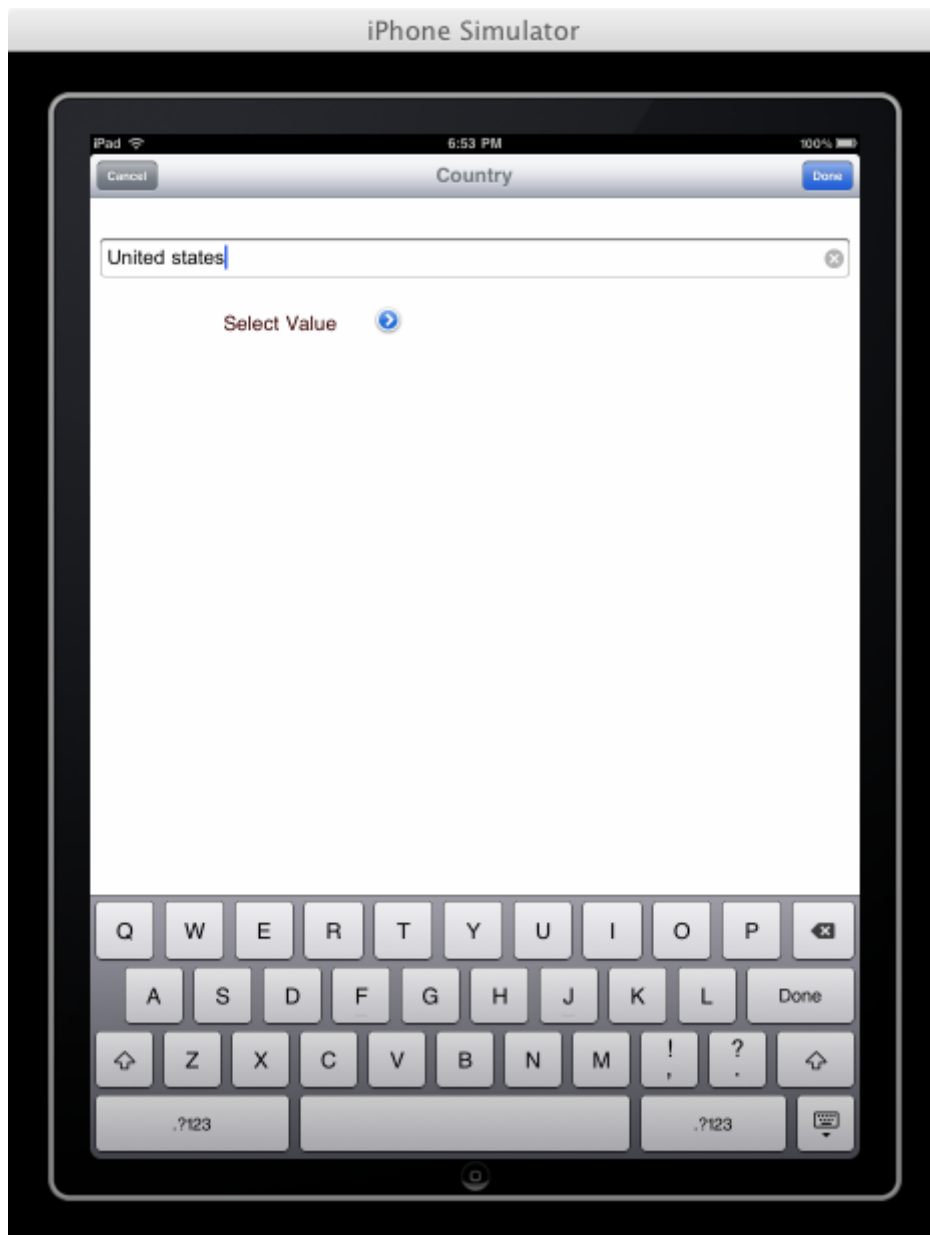 iPhone Simulator
iPad 6:53 PM 100%
Cancel Country Done
United states
Select Value
Q W E R T Y U I O P
A S D F G H J K L Done
Z X C V B N M ! , ? .
.?123 .?123